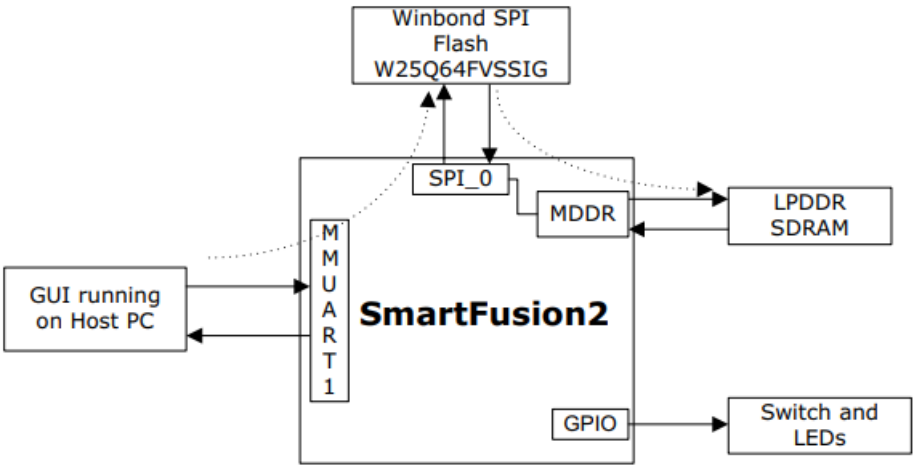 Winbond SPI
Flash
W25Q64FVSSIG
SPI_0
MDDR
LPDDR
SDRAM
M
M
U
A
R
T
1
GUI running
on Host PC
SmartFusion2
GPIO
Switch and
LEDs